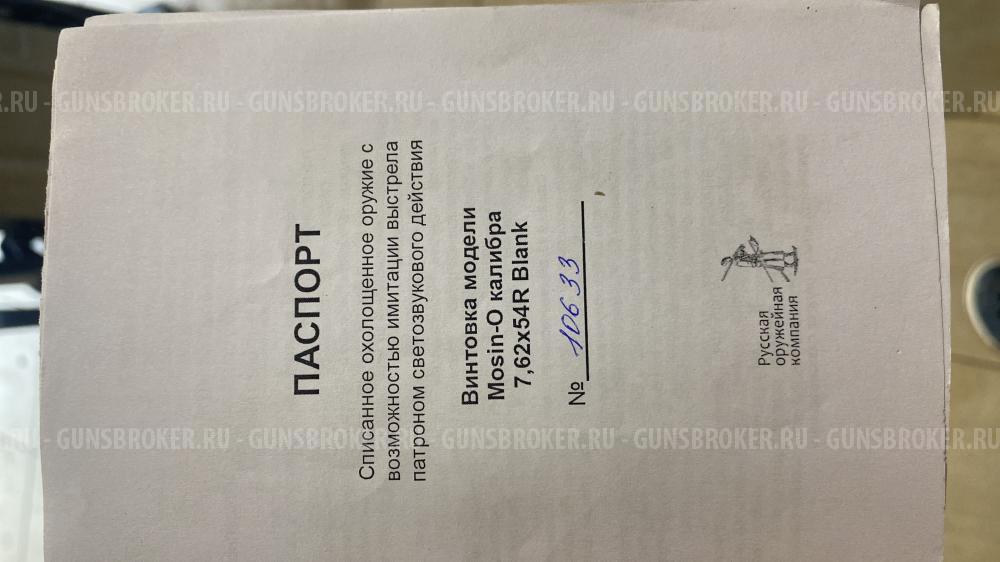 ПАСПОРТ
Списанное охолощенное оружие с
возможностью имитации выстрела
патроном светозвукового действия
Винтовка модели
Mosin-O калибра
7,62x54R Blank
№ 10633
Русская
оружейная
компания
RU - GUNSBROKER.RU - GUNSBROKER.RU - GUNSBROKER.RU - GUNSBROKER.RU - GUNSBROKER.RU
RU - GUNSBROKER.RU - GUNSBROKER.RU - GUNSBROKER.RU - GUNSBROKER.RU - GUNSBROKER.RU